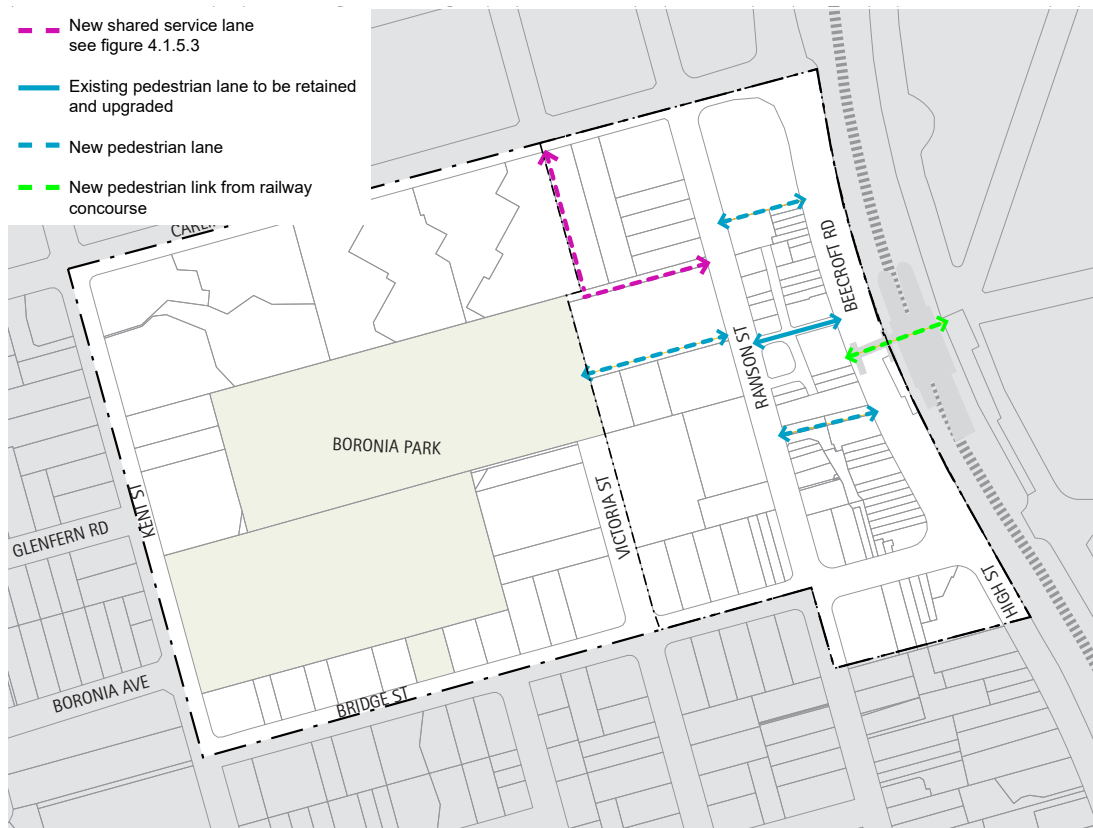 New shared service lane
see figure 4.1.5.3
Existing pedestrian lane to be retained
and upgraded
New pedestrian lane
New pedestrian link from railway
concourse
BEECROFT RD
RAWSON ST
BORONIA PARK
KENT ST
VICTORIA ST
GLENFERN RD
HIGH ST
BORONIA AVE
BRIDGE ST